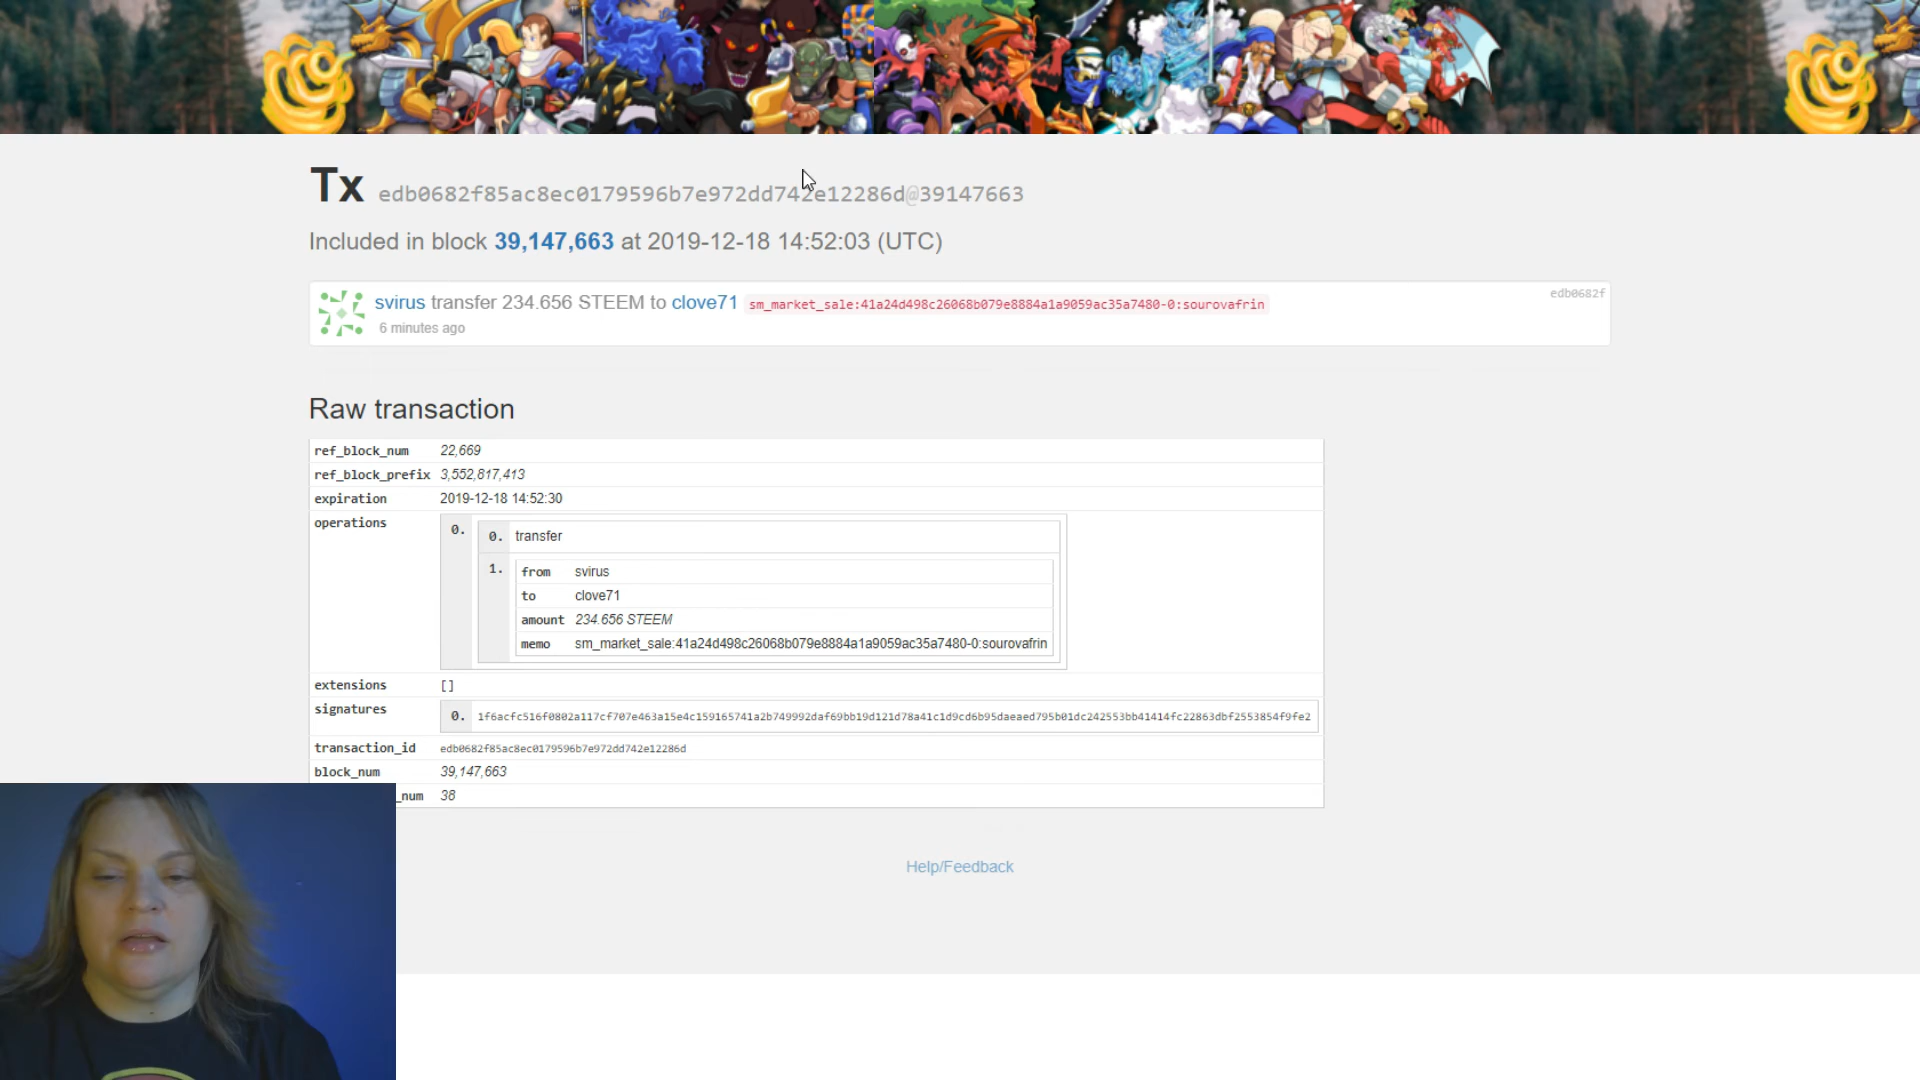 Tx edb0682f85ac8ec0179596b7e972dd742e12286d@39147663
Included in block 39,147,663 at 2019-12-18 14:52:03 (UTC)
svirus transfer 234.656 STEEM to clove71 sm_market_sale:41a24d498c26068b079e8884a1a9059ac35a7480-0:sourovafrin edb0682f
6 minutes ago
Raw transaction
ref_block_num 22,669
ref_block_prefix 3,552,817,413
expiration 2019-12-18 14:52:30
operations 0. 0. transfer
1. from svirus
to clove71
amount 234.656 STEEM
memo sm_market_sale:41a24d498c26068b079e8884a1a9059ac35a7480-0:sourovafrin
extensions []
signatures 0. 1f6acfc516f0802a117cf707e463a15e4c159165741a2b749992daf69bb19d121d78a41c1d9cd6b95daeaed795b01dc242553bb41414fc22863dbf2553854f9fe2
transaction_id edb0682f85ac8ec0179596b7e972dd742e12286d
block_num 39,147,663
_num 38
Help/Feedback